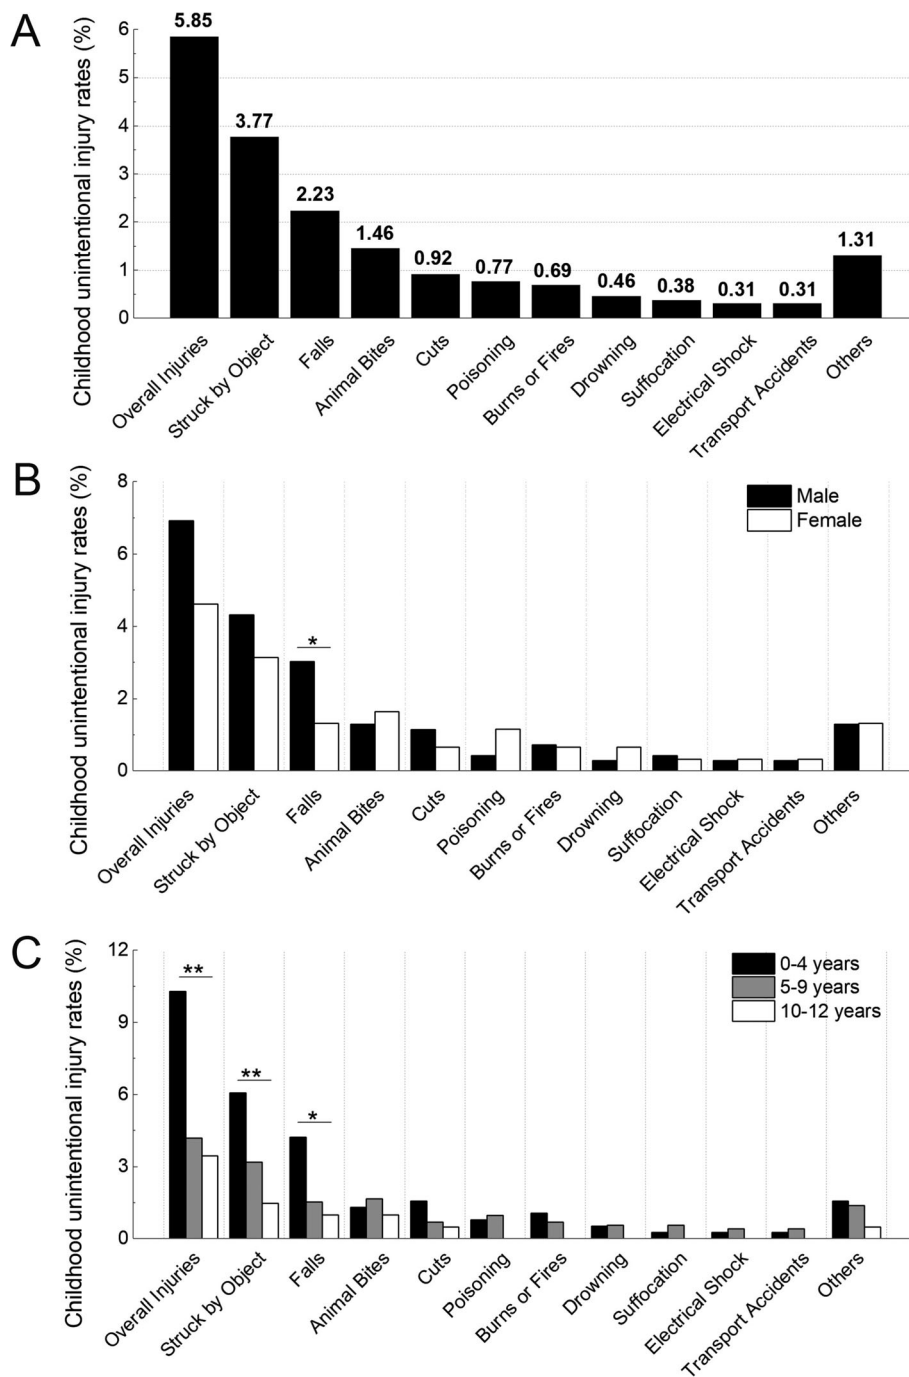 A
Childhood unintentional injury rates (%)
6
5
4
3
2
1
0
5.85
3.77
2.23
1.46
0.92
0.77
0.69
0.46
0.38
0.31
0.31
1.31
Overall Injuries
Struck by Object
Falls
Animal Bites
Cuts
Poisoning
Burns or Fires
Drowning
Suffocation
Electrical Shock
Transport Accidents
Others
B
Childhood unintentional injury rates (%)
8
6
4
2
0
Male
Female
*
Overall Injuries
Struck by Object
Falls
Animal Bites
Cuts
Poisoning
Burns or Fires
Drowning
Suffocation
Electrical Shock
Transport Accidents
Others
C
Childhood unintentional injury rates (%)
12
9
6
3
0
0-4 years
5-9 years
10-12 years
**
**
*
Overall Injuries
Struck by Object
Falls
Animal Bites
Cuts
Poisoning
Burns or Fires
Drowning
Suffocation
Electrical Shock
Transport Accidents
Others